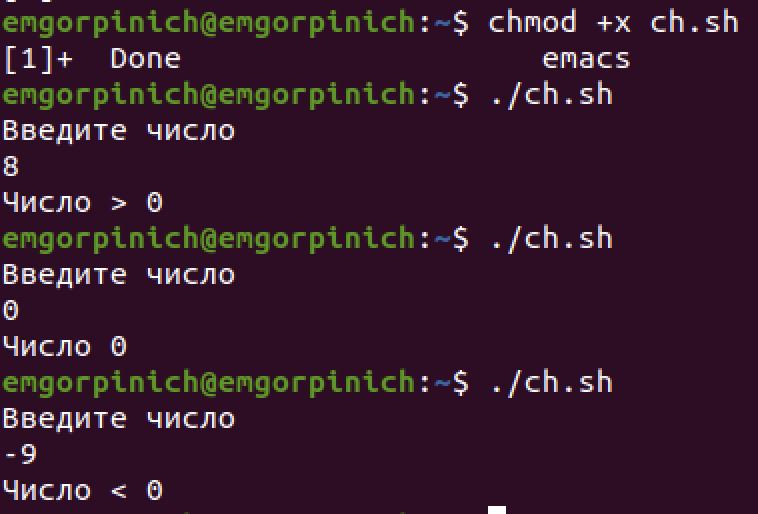 emgorpinich@emgorpinich:~$ chmod +x ch.sh
[1]+  Done                    emacs
emgorpinich@emgorpinich:~$ ./ch.sh
Введите число
8
Число > 0
emgorpinich@emgorpinich:~$ ./ch.sh
Введите число
0
Число 0
emgorpinich@emgorpinich:~$ ./ch.sh
Введите число
-9
Число < 0